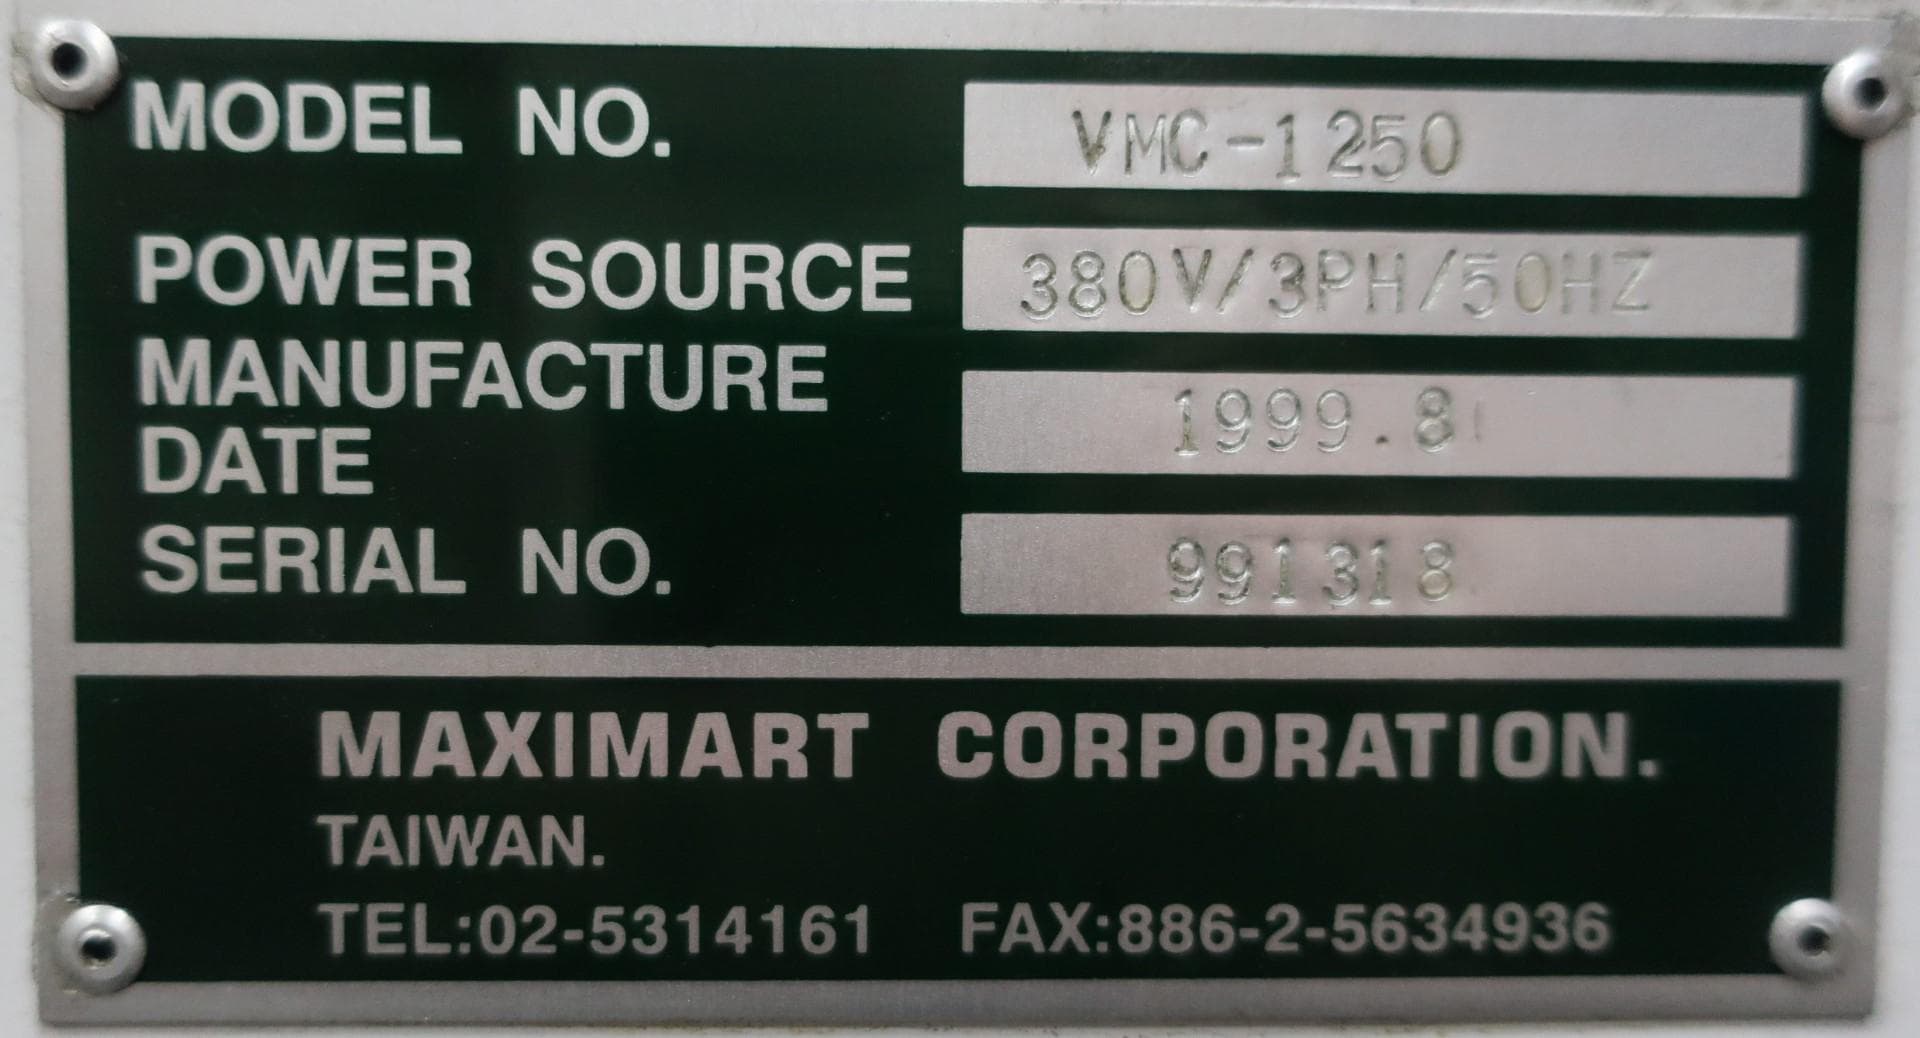 MODEL NO. VMC-1250
POWER SOURCE 380V/3PH/50HZ
MANUFACTURE
DATE 1999.8
SERIAL NO. 991318
MAXIMART CORPORATION.
TAIWAN.
TEL:02-5314161 FAX:886-2-5634936